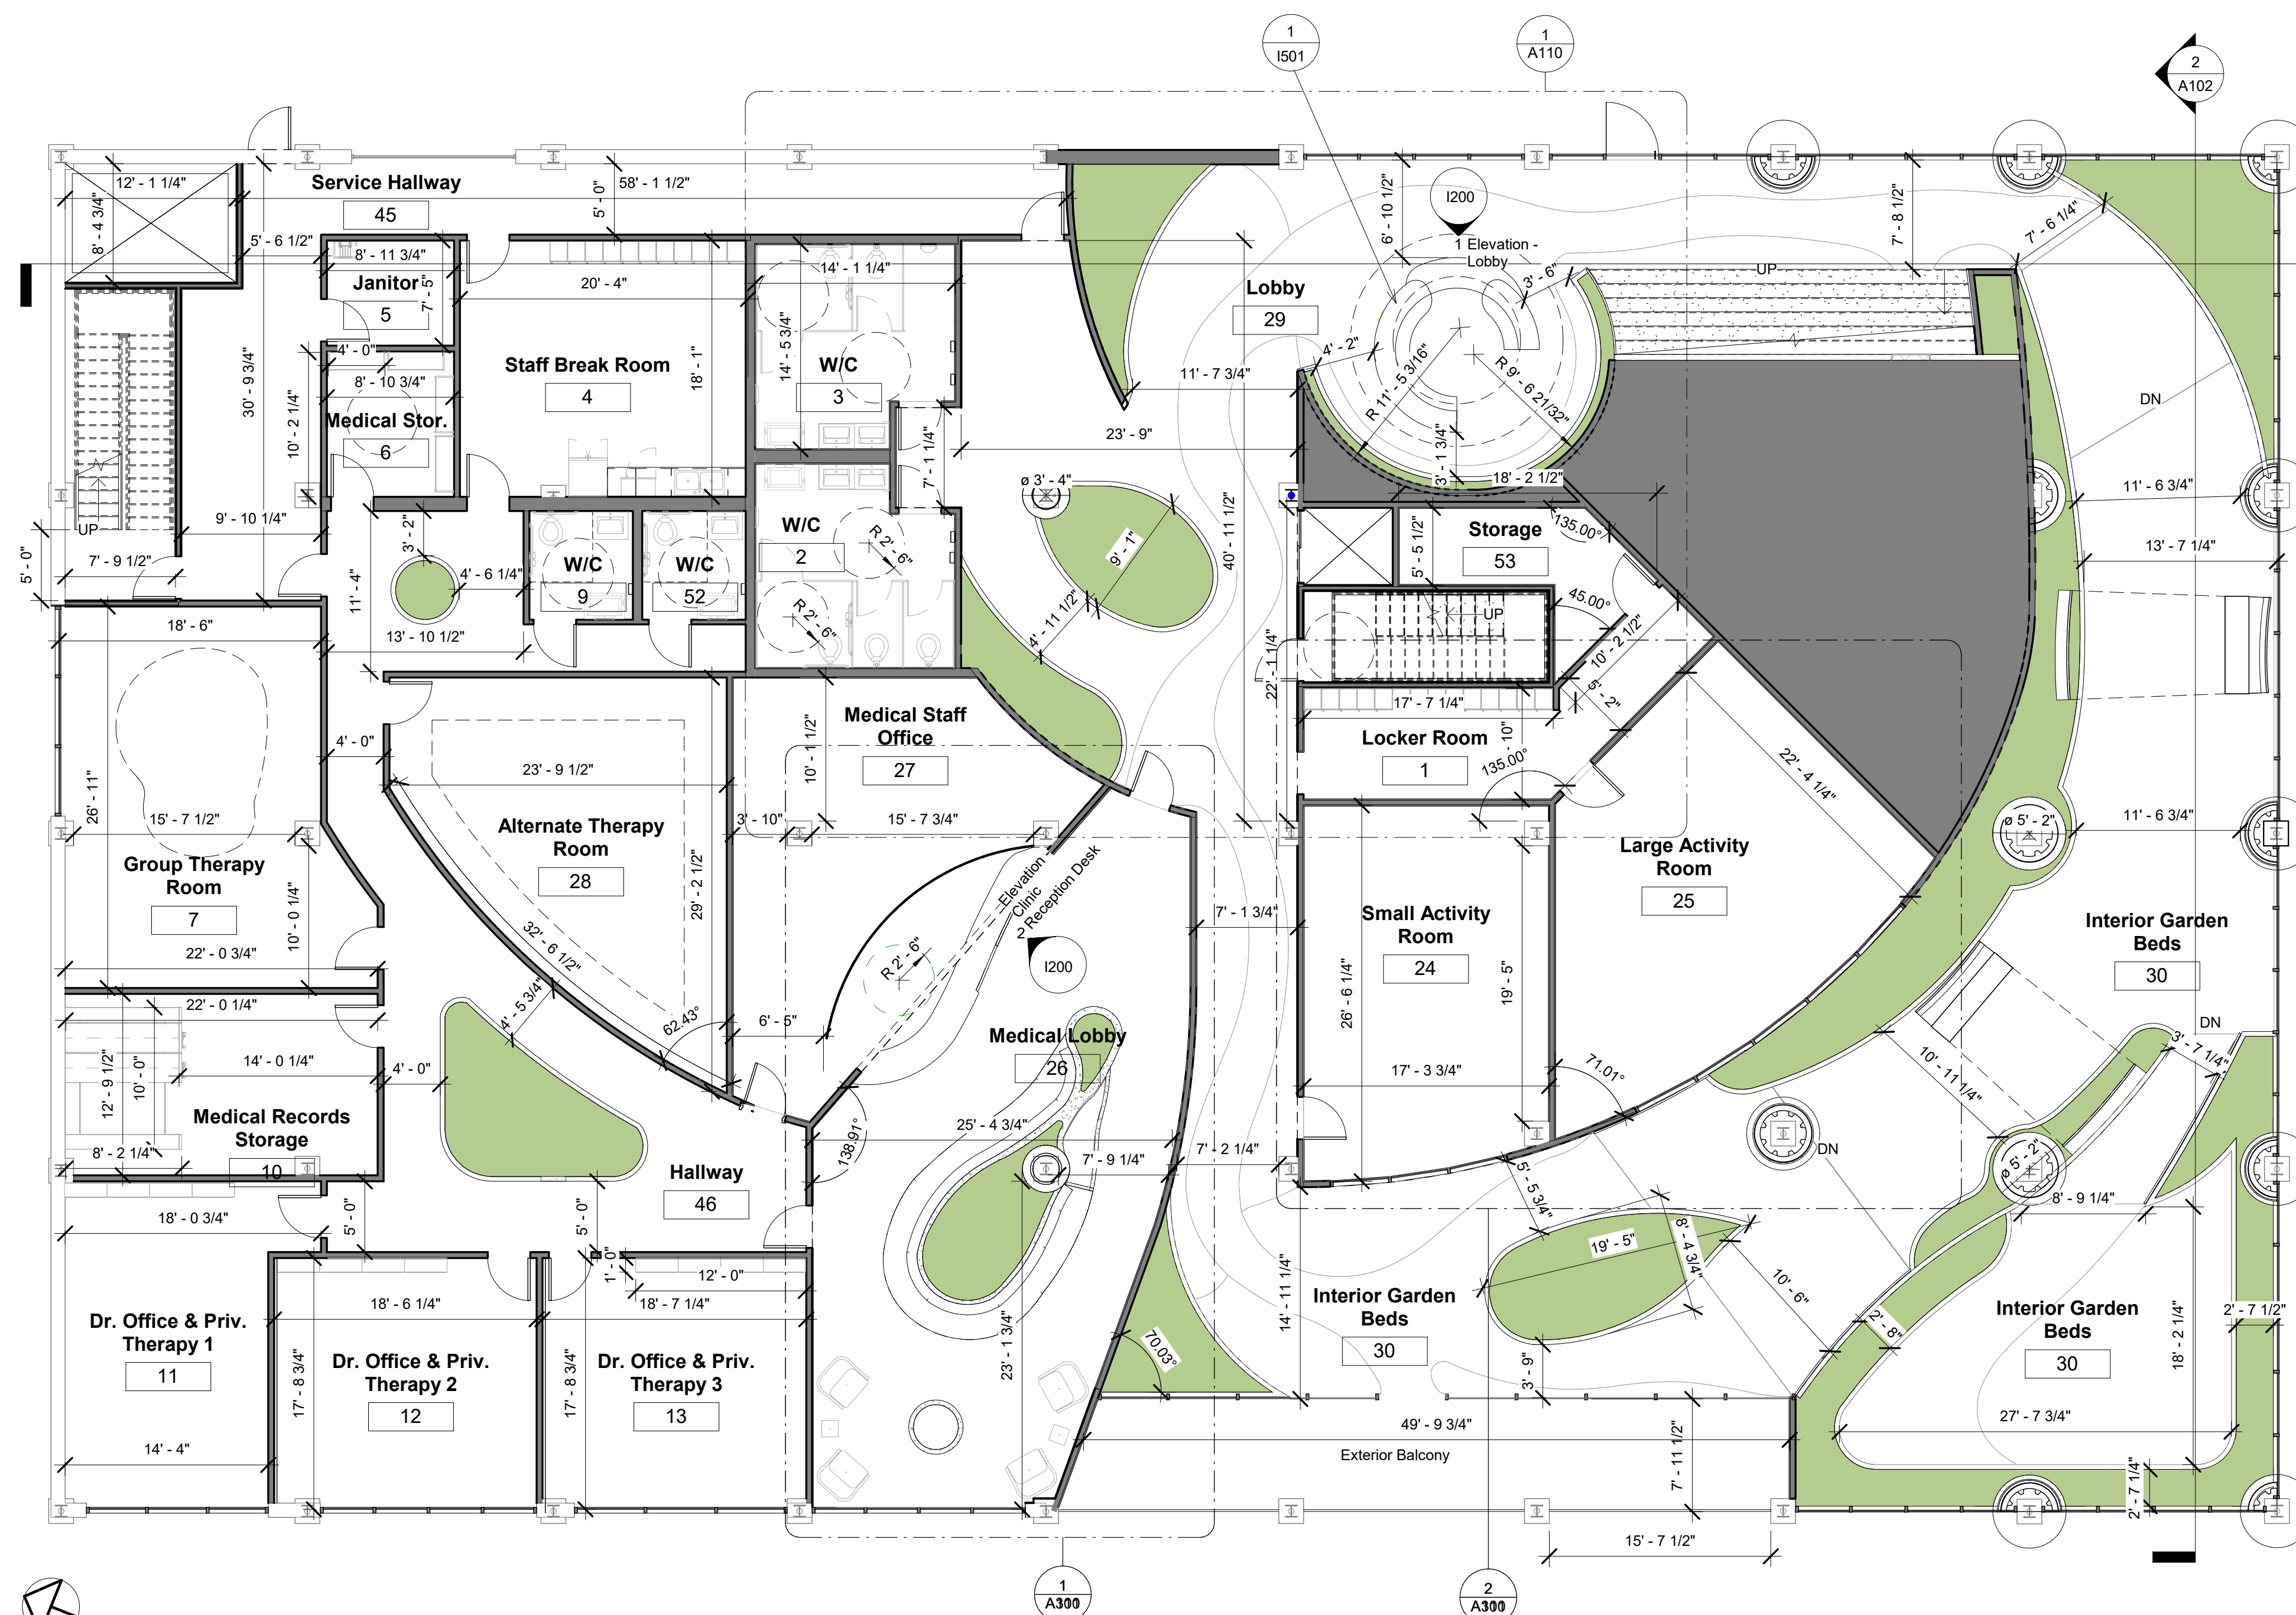 1
I501
1
A110
2
A102
12' - 1 1/4"
Service Hallway
45
58' - 1 1/2"
5' - 0"
8' - 4 3/4"
5' - 6 1/2"
8' - 11 3/4"
Janitor
5
7' - 5"
20' - 4"
14' - 1 1/4"
6' - 10 1/2"
I200
1 Elevation -
Lobby
3' - 6"
UP
7' - 8 1/2"
7' - 6 1/4"
Lobby
29
30' - 9 3/4"
4' - 0"
8' - 10 3/4"
10' - 2 1/4"
Medical Stor.
6
Staff Break Room
4
18' - 1"
14' - 5 3/4"
W/C
3
11' - 7 3/4"
4' - 2"
R 11' - 5 3/16"
R 9' - 6 21/32"
DN
23' - 9"
7' - 1 1/4"
3' - 1 3/4"
18' - 2 1/2"
ø 3' - 4"
11' - 6 3/4"
UP
9' - 10 1/4"
7' - 9 1/2"
5' - 0"
3' - 2"
4' - 6 1/4"
11' - 4"
W/C
9
W/C
52
W/C
2
R 2' - 6"
R 2' - 6"
9' - 1"
4' - 11 1/2"
40' - 11 1/2"
5' - 5 1/2"
Storage
53
135.00°
13' - 7 1/4"
45.00°
UP
10' - 2 1/2"
5' - 2"
22' - 1 1/4"
18' - 6"
13' - 10 1/2"
4' - 0"
23' - 9 1/2"
10' - 1 1/2"
Medical Staff
Office
27
17' - 7 1/4"
Locker Room
1
135.00°
22' - 4 1/4"
26' - 11"
15' - 7 1/2"
Group Therapy
Room
7
10' - 0 1/4"
22' - 0 3/4"
Alternate Therapy
Room
28
29' - 2 1/2"
32' - 6 1/2"
3' - 10"
15' - 7 3/4"
Elevation -
Clinic
Reception Desk
2
I200
R 2' - 6"
ø 5' - 2"
11' - 6 3/4"
Large Activity
Room
25
7' - 1 3/4"
Small Activity
Room
24
26' - 6 1/4"
19' - 5"
Interior Garden
Beds
30
22' - 0 1/4"
4' - 5 3/4"
62.43°
6' - 5"
Medical Lobby
26
12' - 9 1/2"
10' - 0"
14' - 0 1/4"
4' - 0"
17' - 3 3/4"
71.01°
10' - 11 1/4"
DN
3' - 7 1/4"
Medical Records
Storage
10
8' - 2 1/4"
25' - 4 3/4"
138.91°
7' - 9 1/4"
7' - 2 1/4"
DN
ø 5' - 2"
8' - 9 1/4"
Hallway
46
18' - 0 3/4"
5' - 0"
5' - 0"
1' - 0"
12' - 0"
5' - 5 3/4"
19' - 5"
8' - 4 3/4"
10' - 6"
14' - 11 1/4"
Interior Garden
Beds
30
2' - 8"
Interior Garden
Beds
30
18' - 2 1/4"
2' - 7 1/2"
Dr. Office & Priv.
Therapy 1
11
18' - 6 1/4"
18' - 7 1/4"
17' - 8 3/4"
Dr. Office & Priv.
Therapy 2
12
17' - 8 3/4"
Dr. Office & Priv.
Therapy 3
13
23' - 1 3/4"
70.03°
3' - 9"
14' - 4"
49' - 9 3/4"
Exterior Balcony
7' - 11 1/2"
27' - 7 3/4"
2' - 7 1/4"
15' - 7 1/2"
1
2